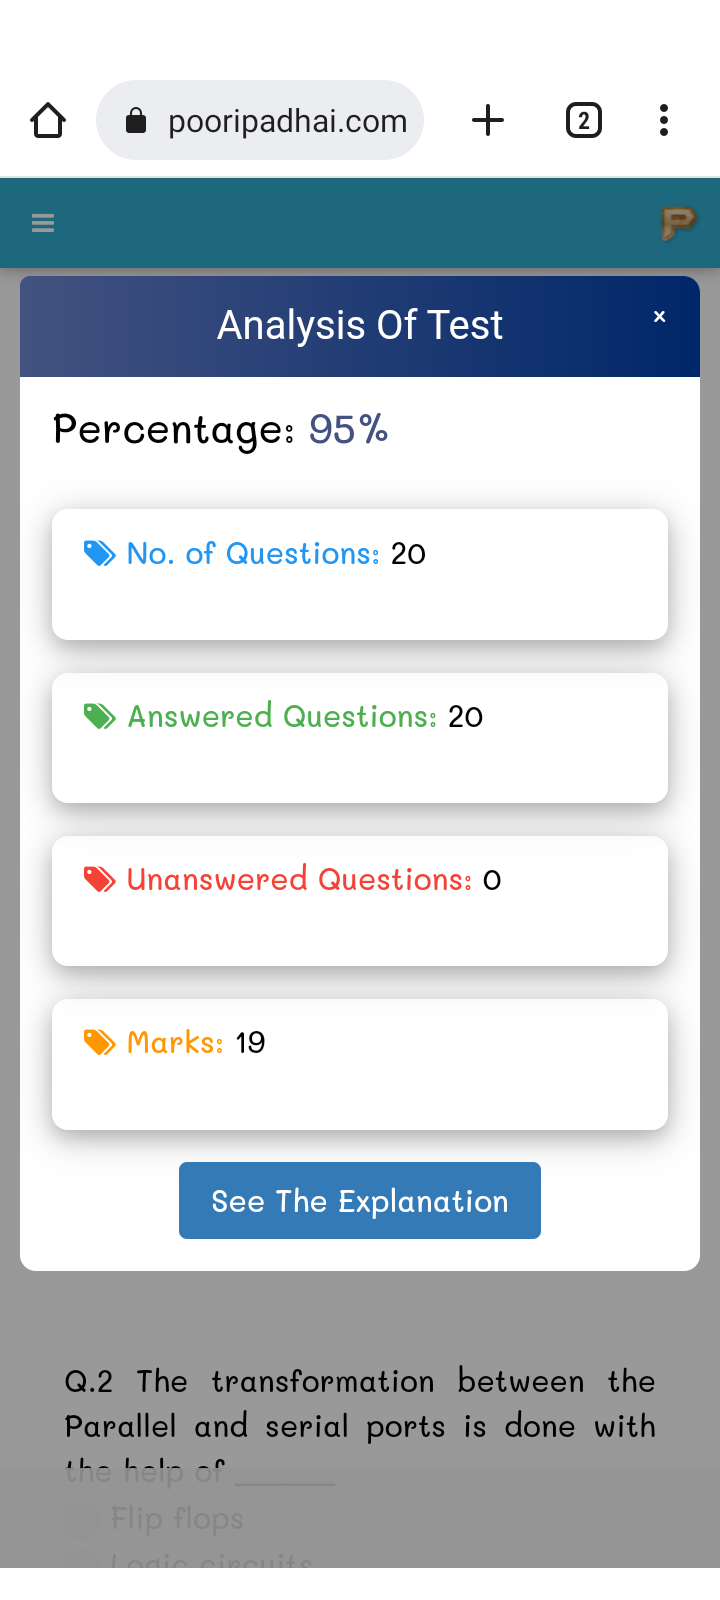 pooripadhai.com
2
P
Analysis Of Test
×
Percentage: 95%
No. of Questions: 20
Answered Questions: 20
Unanswered Questions: 0
Marks: 19
See The Explanation
Q.2 The transformation between the
Parallel and serial ports is done with
the help of ______
Flip flops
Logic circuits